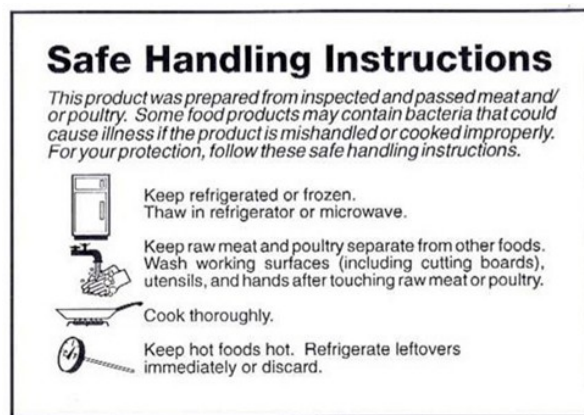 Safe Handling Instructions
This product was prepared from inspected and passed meat and/
or poultry. Some food products may contain bacteria that could
cause illness if the product is mishandled or cooked improperly.
For your protection, follow these safe handling instructions.
Keep refrigerated or frozen.
Thaw in refrigerator or microwave.
Keep raw meat and poultry separate from other foods.
Wash working surfaces (including cutting boards),
utensils, and hands after touching raw meat or poultry.
Cook thoroughly.
Keep hot foods hot. Refrigerate leftovers
immediately or discard.